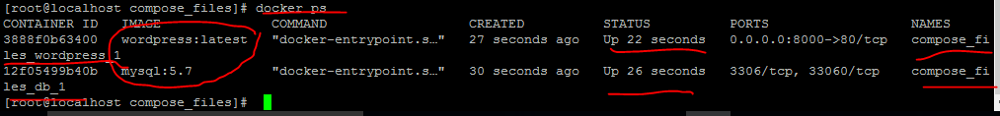 [root@localhost compose_files]# docker ps
CONTAINER ID   IMAGE   COMMAND   CREATED   STATUS   PORTS   NAMES
3888f0b63400   wordpress:latest   "docker-entrypoint.s…"   27 seconds ago   Up 22 seconds   0.0.0.0:8000->80/tcp   compose_fi
les_wordpress_1
12f05499b40b   mysql:5.7   "docker-entrypoint.s…"   30 seconds ago   Up 26 seconds   3306/tcp, 33060/tcp   compose_fi
les_db_1
[root@localhost compose_files]#